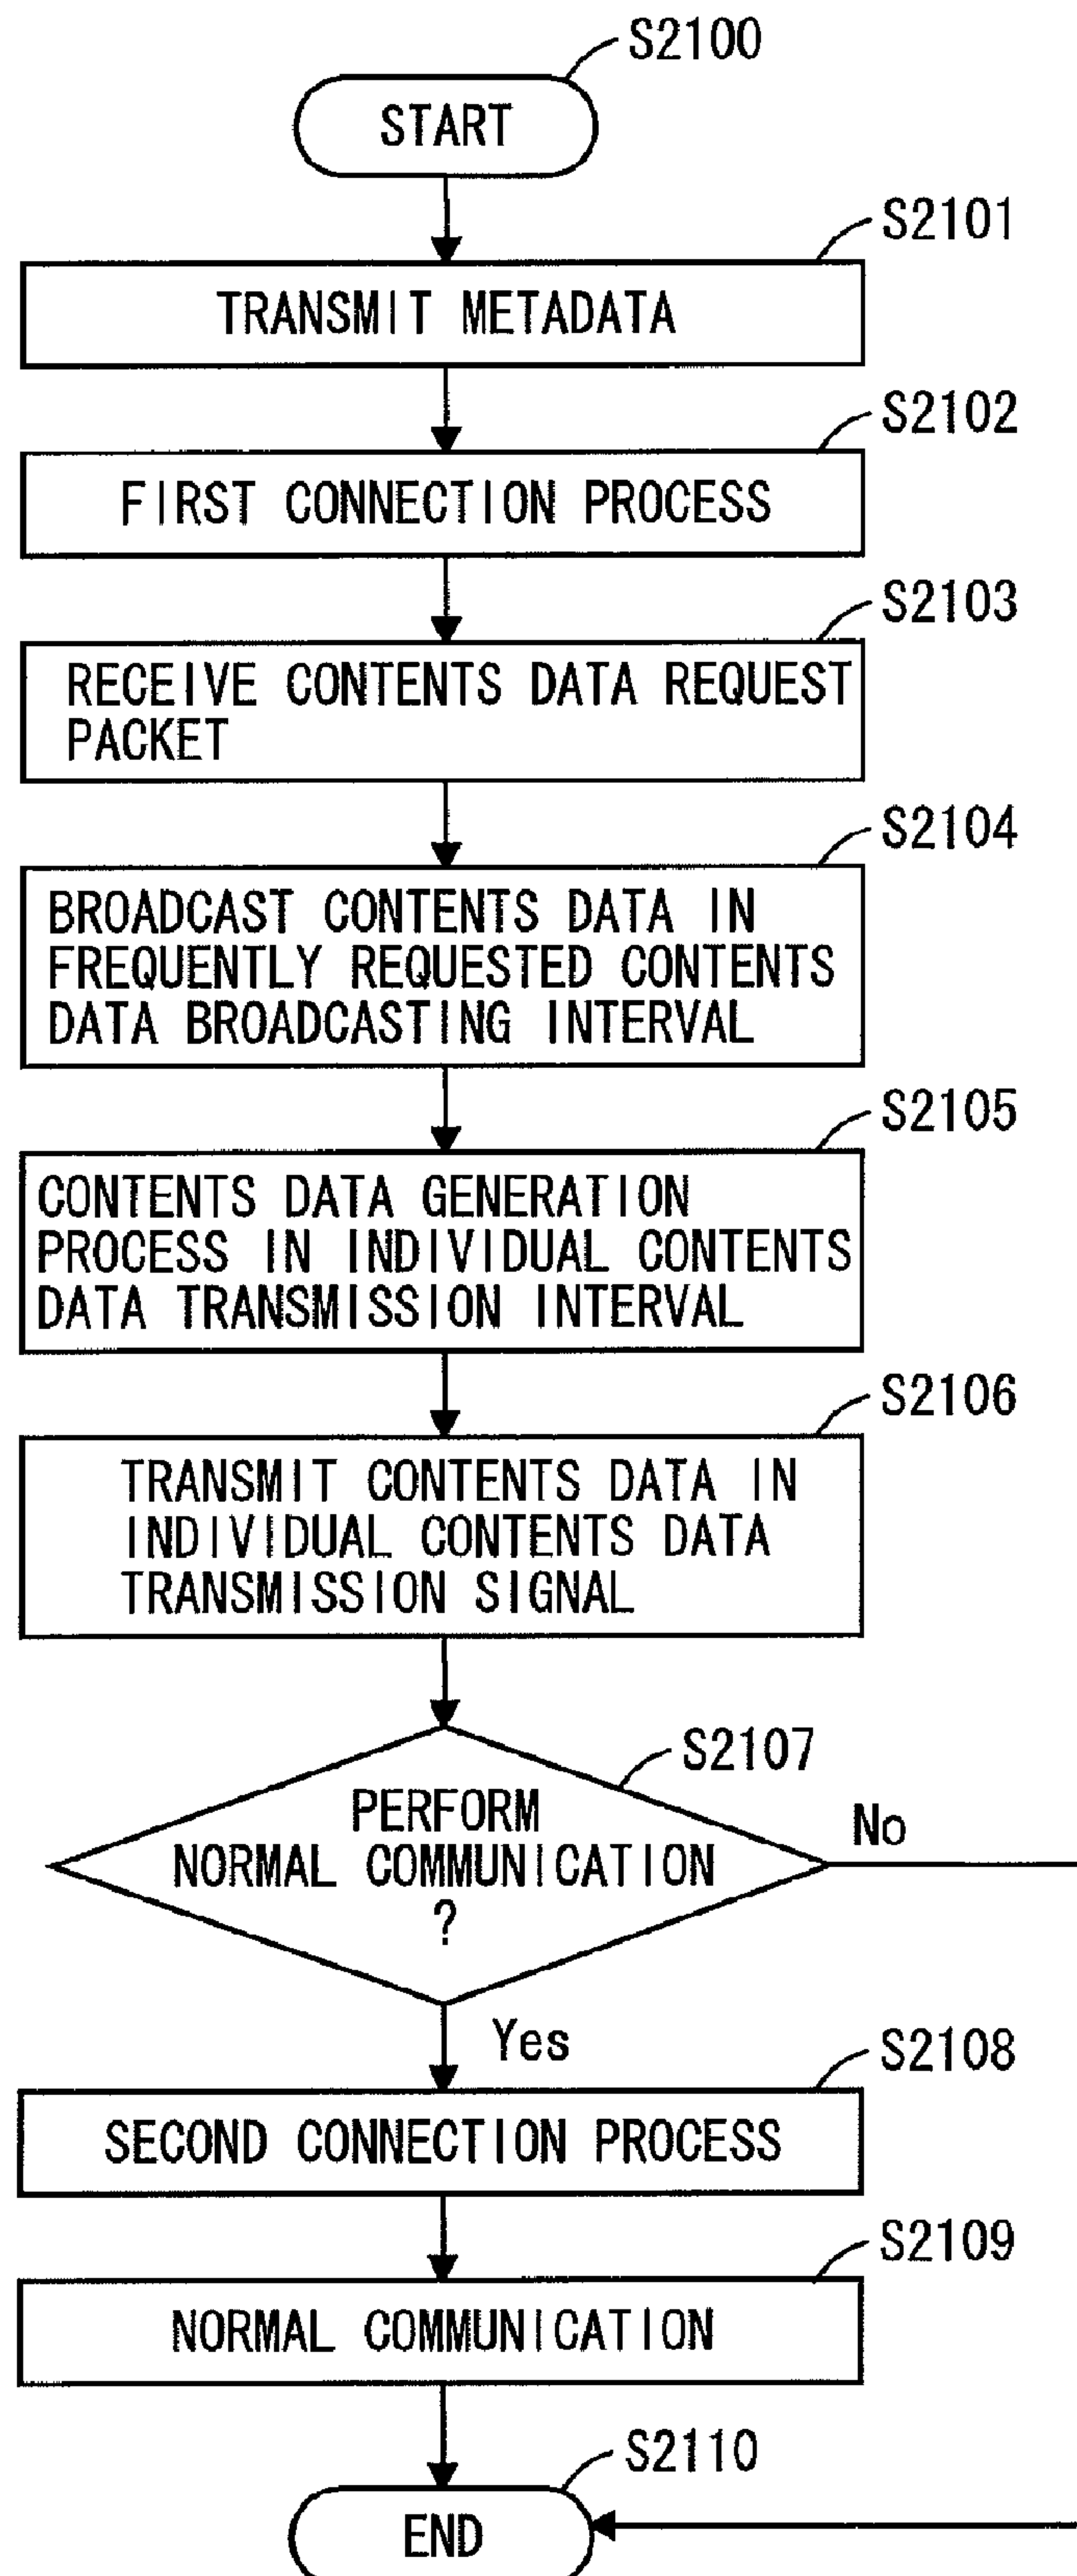 S2100
START
S2101
TRANSMIT METADATA
S2102
FIRST CONNECTION PROCESS
S2103
RECEIVE CONTENTS DATA REQUEST
PACKET
S2104
BROADCAST CONTENTS DATA IN
FREQUENTLY REQUESTED CONTENTS
DATA BROADCASTING INTERVAL
S2105
CONTENTS DATA GENERATION
PROCESS IN INDIVIDUAL CONTENTS
DATA TRANSMISSION INTERVAL
S2106
TRANSMIT CONTENTS DATA IN
INDIVIDUAL CONTENTS DATA
TRANSMISSION SIGNAL
S2107
PERFORM
NORMAL COMMUNICATION
?
No
Yes
S2108
SECOND CONNECTION PROCESS
S2109
NORMAL COMMUNICATION
S2110
END